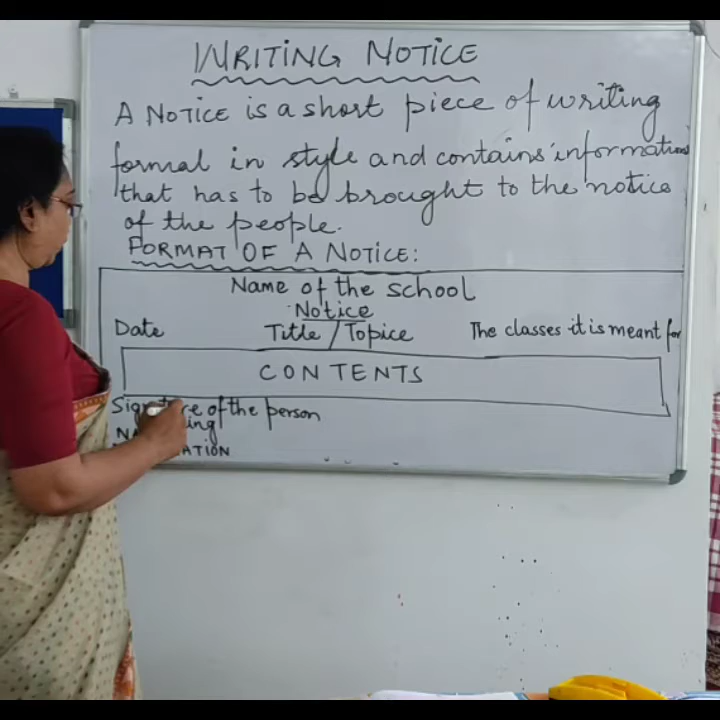 WRITING NOTICE
A NOTICE is a short piece of writing
formal in style and contains information
that has to be brought to the notice
of the people.
FORMAT OF A NOTICE:
Name of the school
Notice
Date Title / Topice The classes it is meant for
CONTENTS
of the person